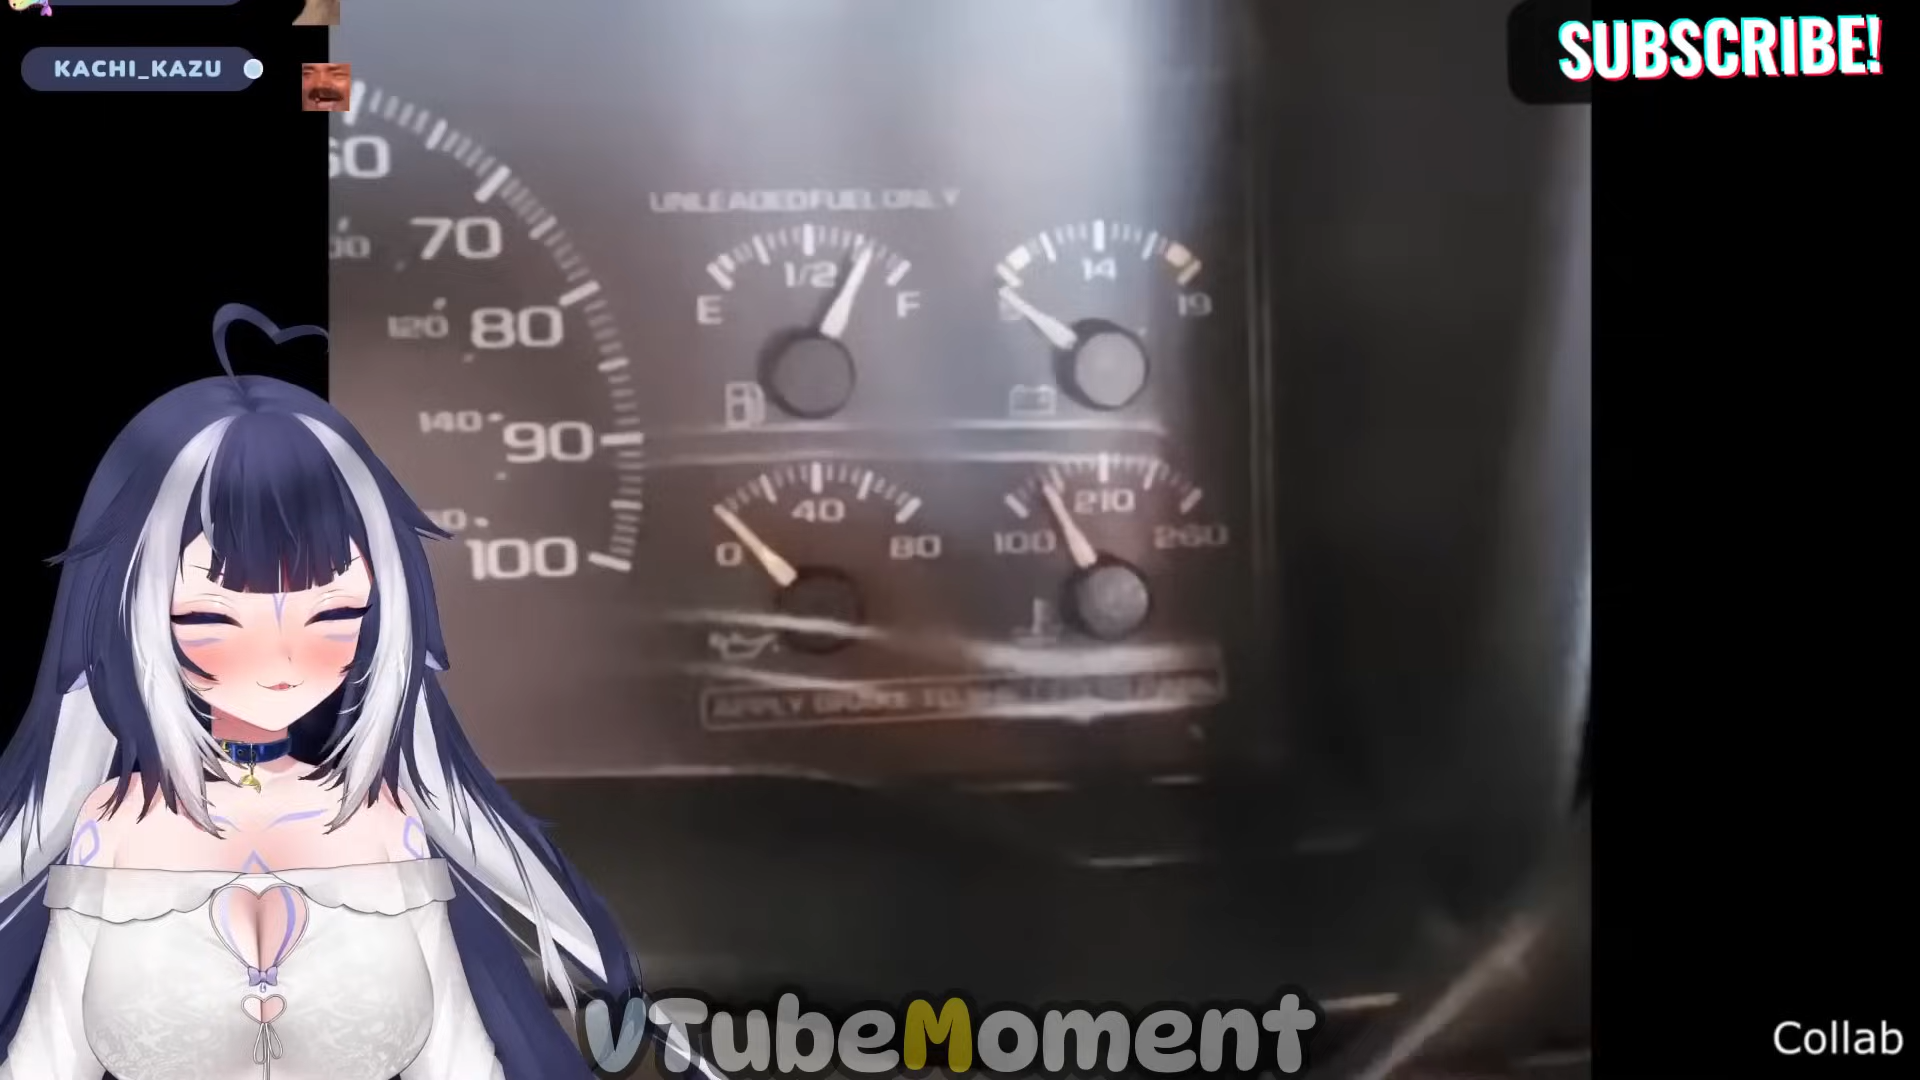 SUBSCRIBE!
KACHI_KAZU
UNLEADED FUEL ONLY
70
120 80
140 90
100
E 1/2 F
14 19
0 40 80
100 210 260
VTubeMoment
Collab